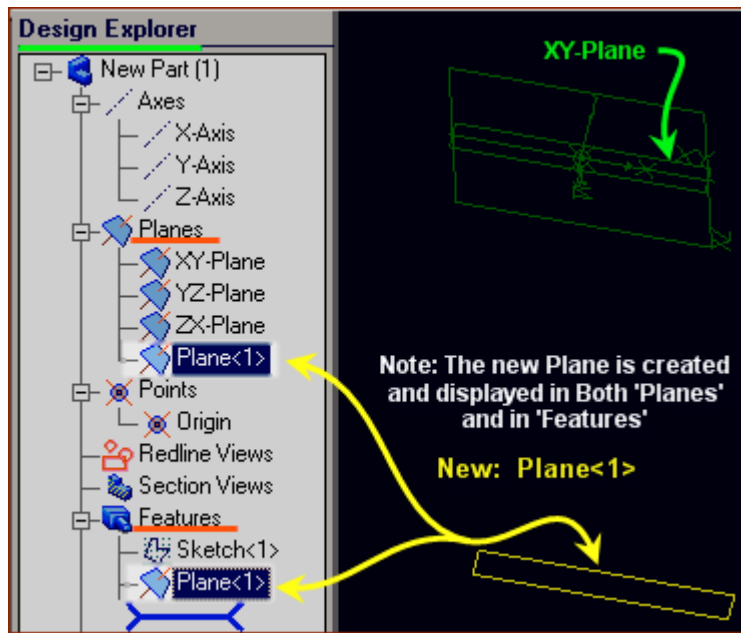 Design Explorer
New Part (1)
Axes
X-Axis
Y-Axis
Z-Axis
Planes
XY-Plane
YZ-Plane
ZX-Plane
Plane<1>
Points
Origin
Redline Views
Section Views
Features
Sketch<1>
Plane<1>
XY-Plane
Note: The new Plane is created
and displayed in Both 'Planes'
and in 'Features'
New: Plane<1>